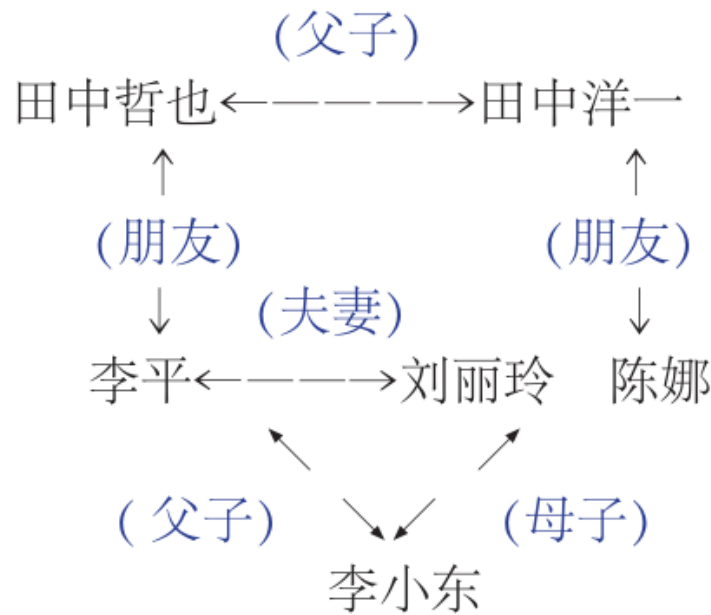 (父子)
田中哲也 田中洋一
(朋友) (朋友)
(夫妻)
李平 刘丽玲 陈娜
(父子) (母子)
李小东